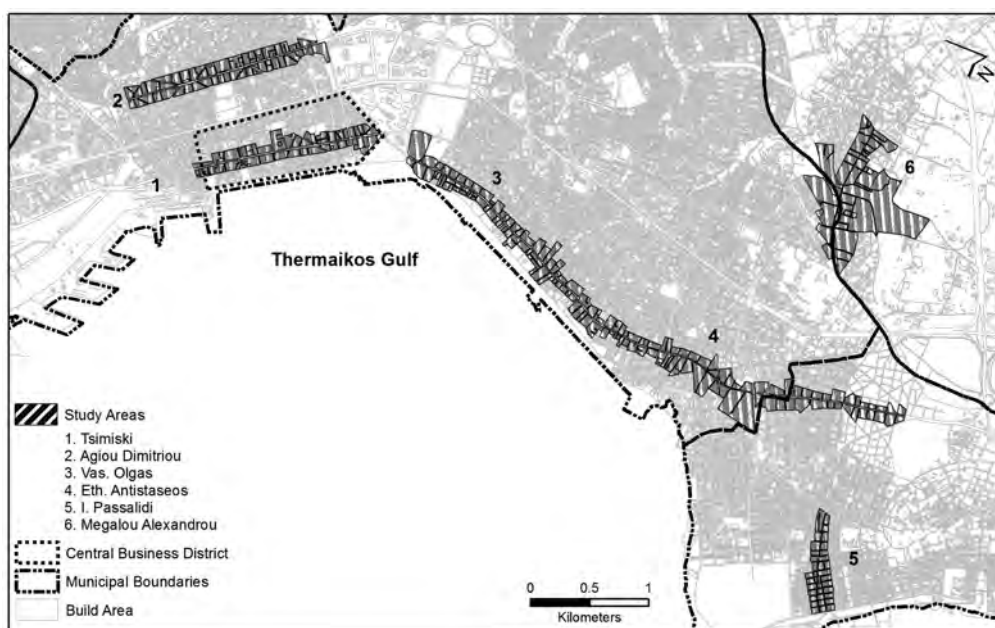 N
2
6
1
3
Thermaikos Gulf
4
Study Areas
1. Tsimiski
2. Agiou Dimitriou
3. Vas. Olgas
4. Eth. Antistaseos
5. I. Passalidi
6. Megalou Alexandrou
5
Central Business District
Municipal Boundaries
Build Area
0 0.5 1
Kilometers